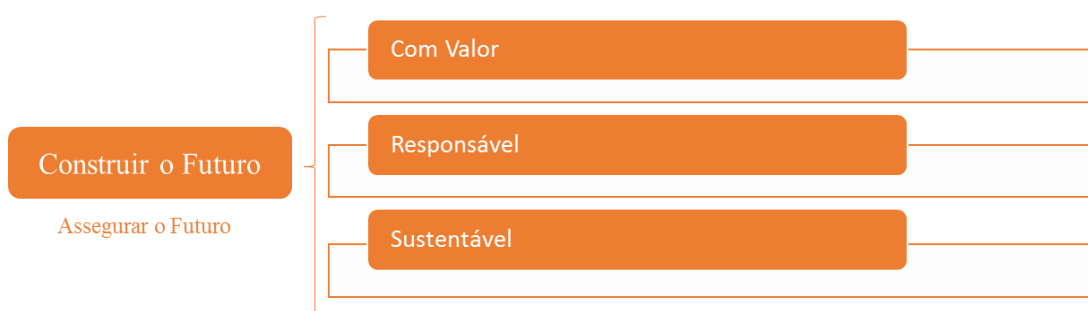 Construir o Futuro
Assegurar o Futuro
Com Valor
Responsável
Sustentável